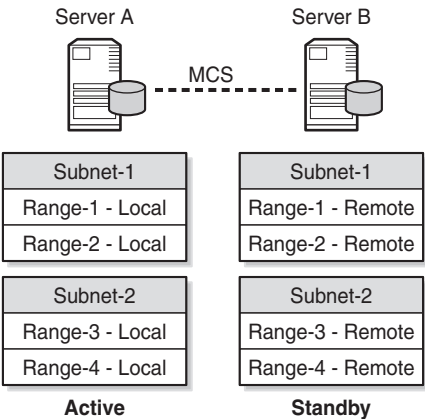 Server A
Server B
MCS
Subnet-1
Range-1 - Local
Range-2 - Local
Subnet-1
Range-1 - Remote
Range-2 - Remote
Subnet-2
Range-3 - Local
Range-4 - Local
Subnet-2
Range-3 - Remote
Range-4 - Remote
Active
Standby